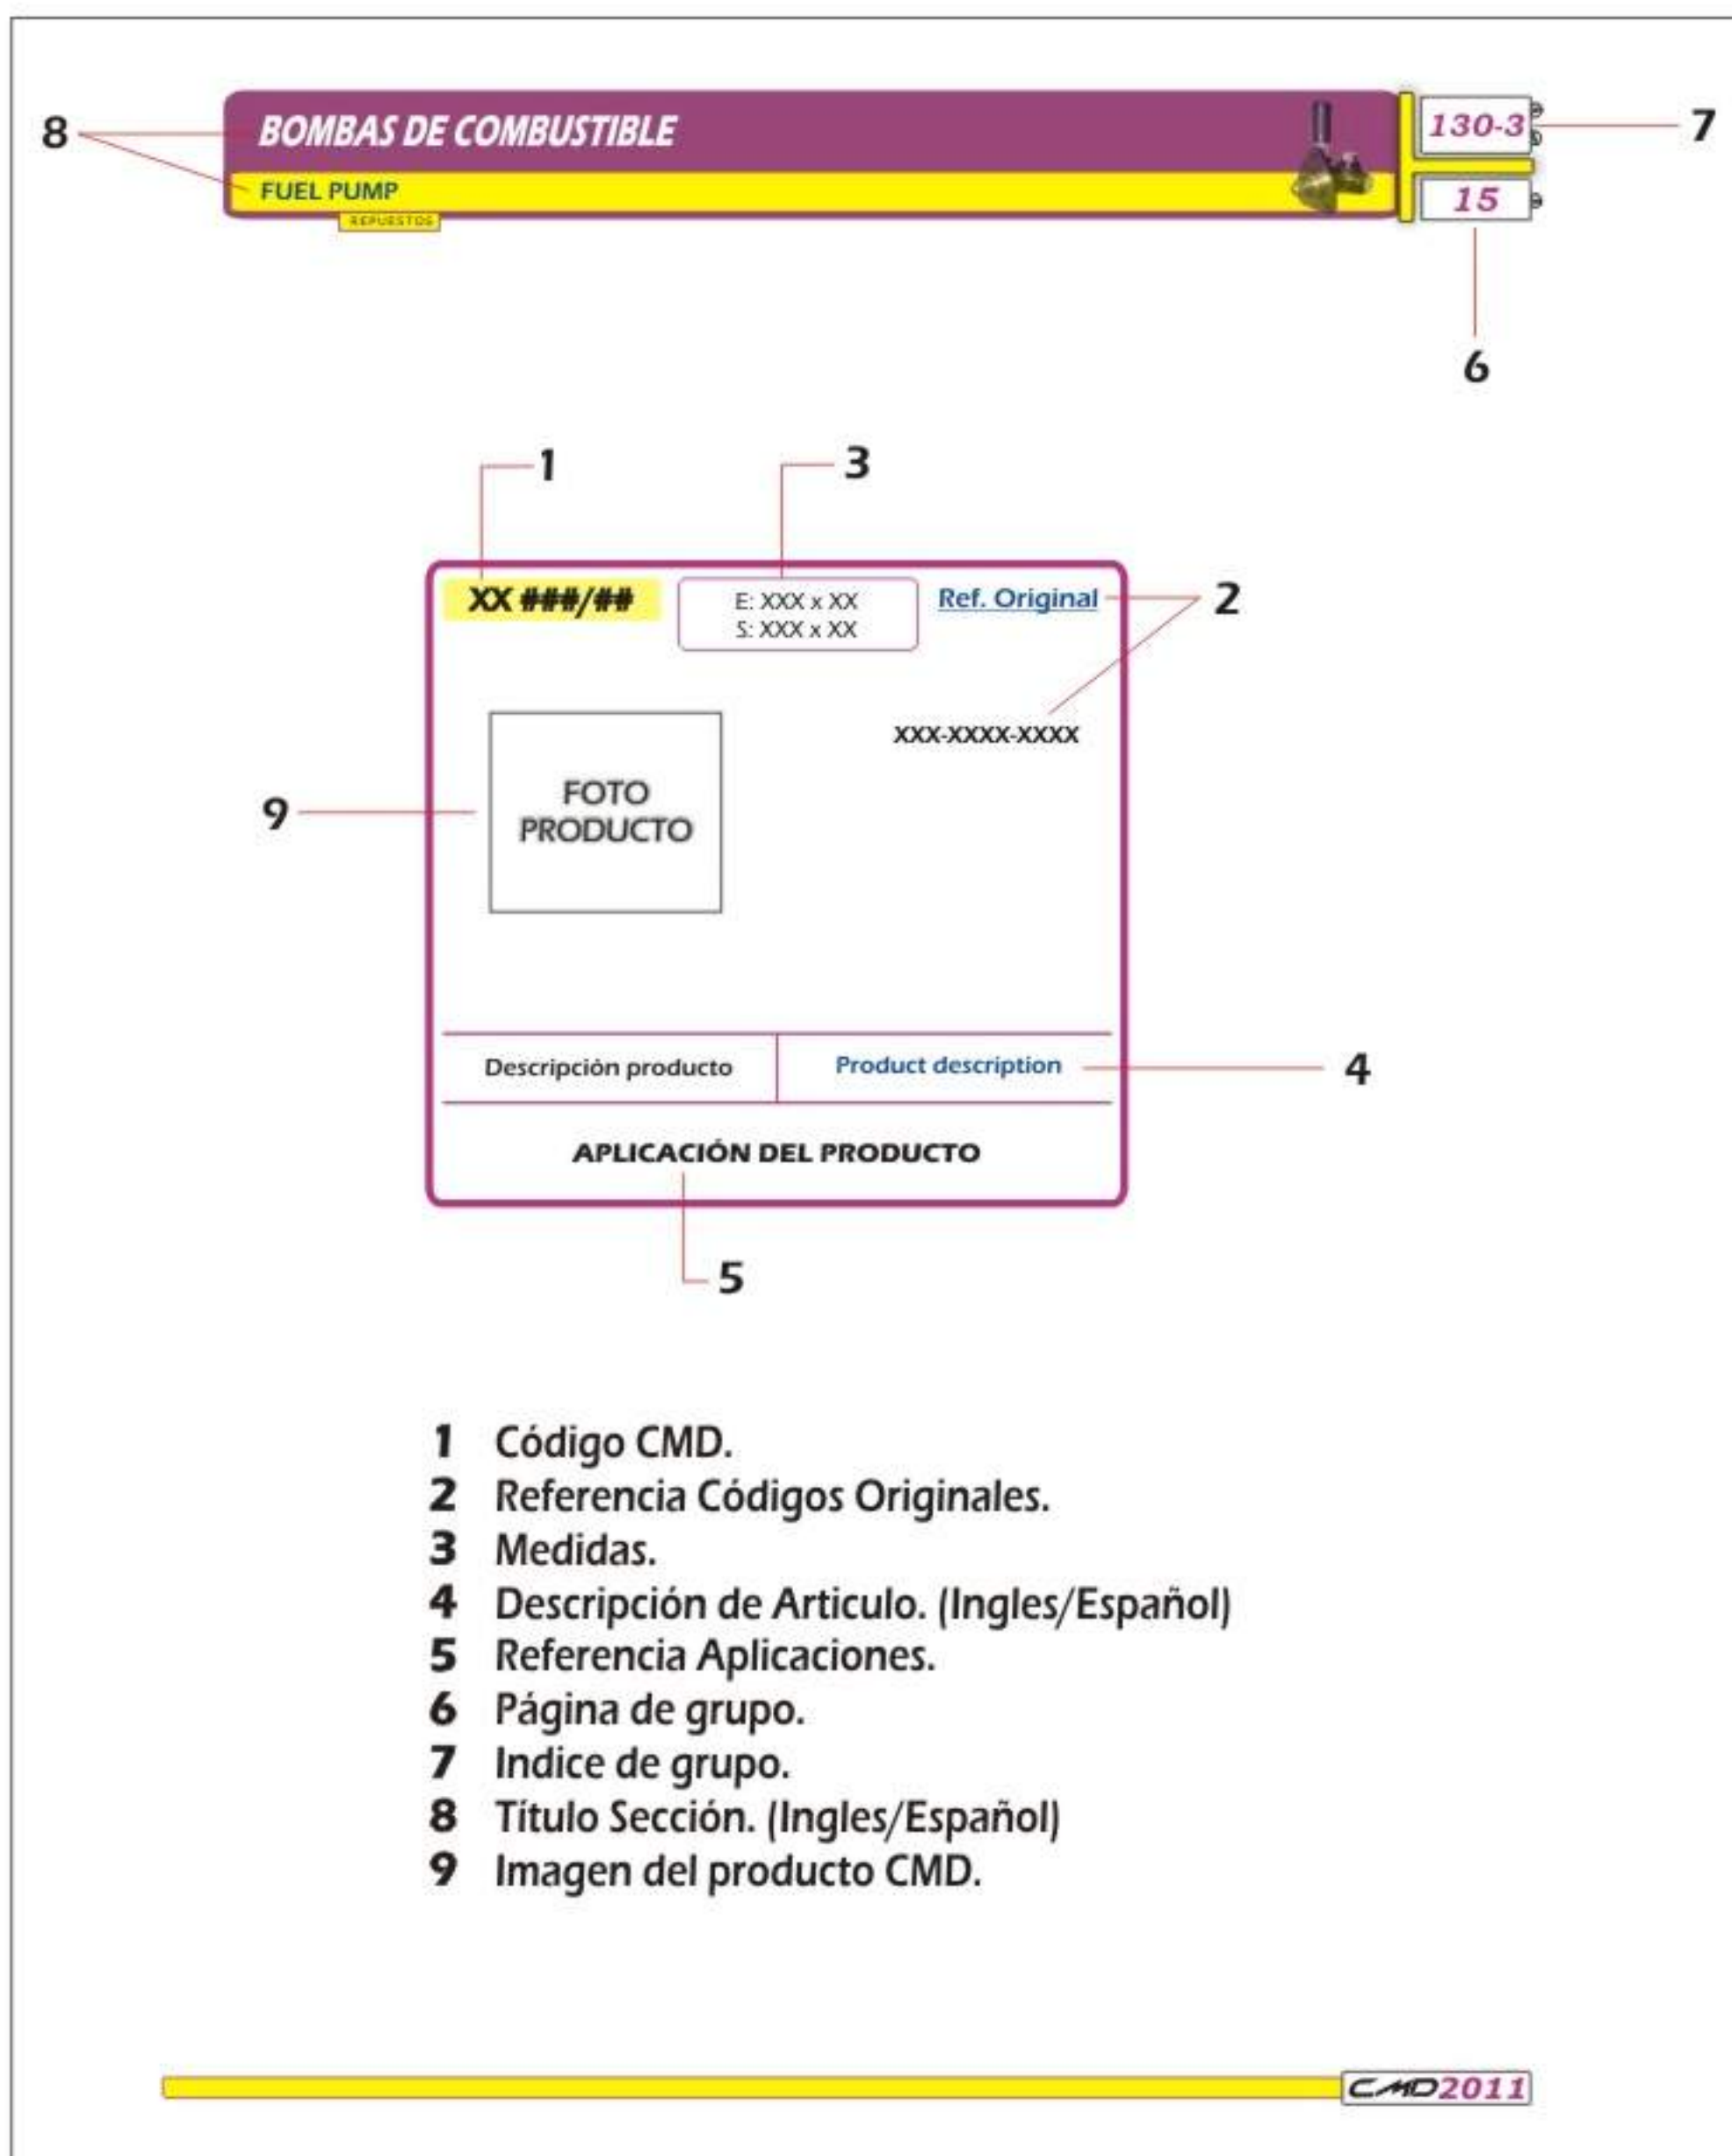 8
BOMBAS DE COMBUSTIBLE
FUEL PUMP
REPUESTOS
130-3
7
15
6
1
3
XX ###/##
E: XXX x XX
S: XXX x XX
Ref. Original
2
XXX-XXXX-XXXX
FOTO
PRODUCTO
9
Descripción producto
Product description
4
APLICACIÓN DEL PRODUCTO
5
1 Código CMD.
2 Referencia Códigos Originales.
3 Medidas.
4 Descripción de Articulo. (Ingles/Español)
5 Referencia Aplicaciones.
6 Página de grupo.
7 Indice de grupo.
8 Título Sección. (Ingles/Español)
9 Imagen del producto CMD.
CMD2011